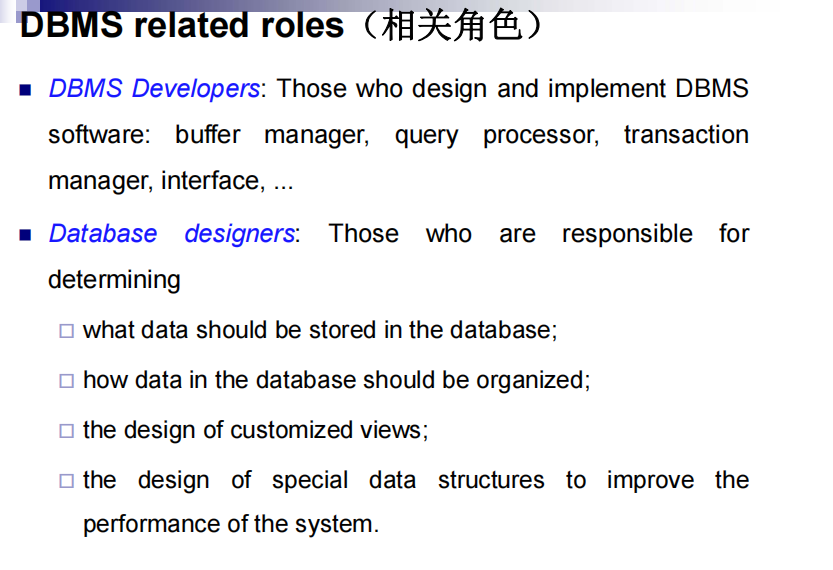 DBMS related roles（相关角色）
DBMS Developers: Those who design and implement DBMS
software: buffer manager, query processor, transaction
manager, interface, ...
Database designers: Those who are responsible for
determining
what data should be stored in the database;
how data in the database should be organized;
the design of customized views;
the design of special data structures to improve the
performance of the system.